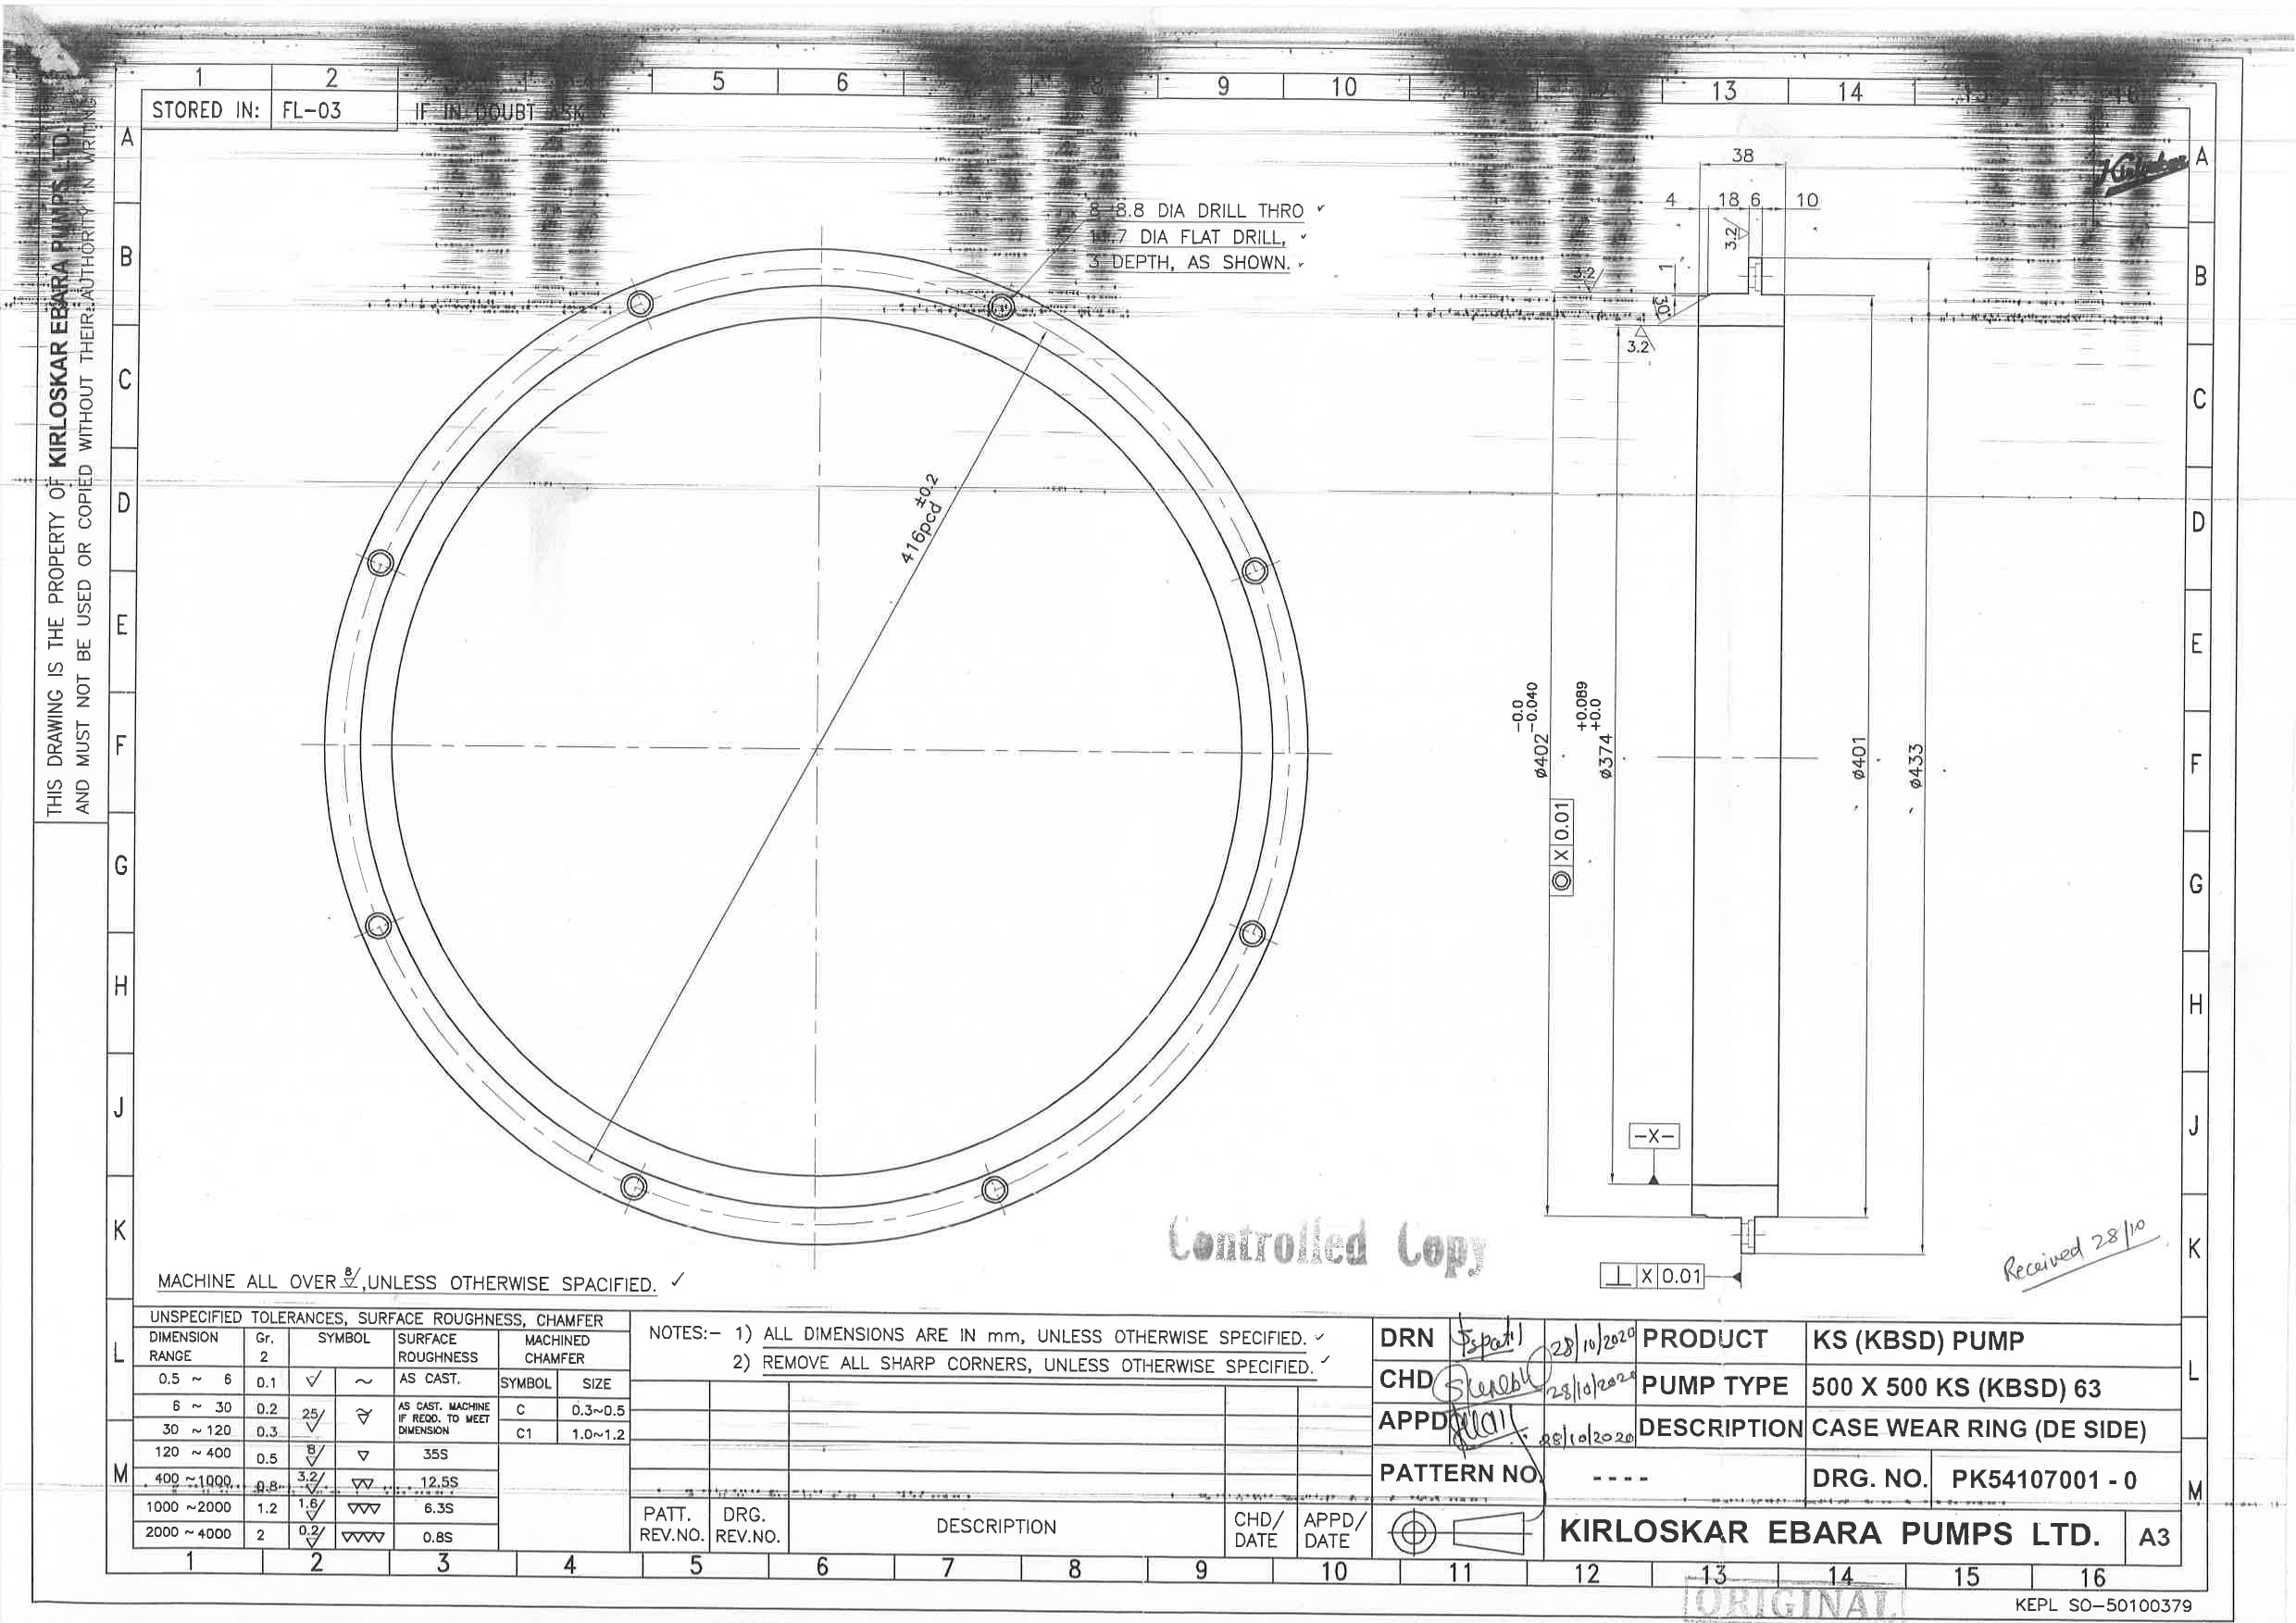 1 2 5 6 8 9 10 13 14
STORED IN: FL-03 IF IN DOUBT ASK
THIS DRAWING IS THE PROPERTY OF KIRLOSKAR EBARA PUMPS LTD.
AND MUST NOT BE USED OR COPIED WITHOUT THEIR AUTHORITY IN WRITING
A B C D E F G H J K L M
A B C D E F G H J K L M
Kirloskar
8.8 DIA DRILL THRO
DIA FLAT DRILL,
3 DEPTH, AS SHOWN.
416pcd ±0.2
38
4 18 6 10
3.2
1
30°
3.2
3.2
ø402 -0.0 -0.040
ø374 +0.089 +0.0
ø401
ø433
◎ X 0.01
-X-
⊥ X 0.01
Controlled Copy
Received 28/10
MACHINE ALL OVER 8/,UNLESS OTHERWISE SPACIFIED. ✓
UNSPECIFIED TOLERANCES, SURFACE ROUGHNESS, CHAMFER
DIMENSION RANGE Gr, 2 SYMBOL SURFACE ROUGHNESS MACHINED CHAMFER
SYMBOL SIZE
0.5 ~ 6 0.1 ~ AS CAST.
6 ~ 30 0.2 25/ AS CAST. MACHINE IF REQD. TO MEET DIMENSION C 0.3~0.5
30 ~ 120 0.3 C1 1.0~1.2
120 ~ 400 0.5 8/ ▽ 35S
400 ~1000 0.8 3.2/ ▽▽ 12.5S
1000 ~2000 1.2 1.6/ ▽▽▽ 6.3S
2000 ~ 4000 2 0.2/ ▽▽▽▽ 0.8S
NOTES:- 1) ALL DIMENSIONS ARE IN mm, UNLESS OTHERWISE SPECIFIED.
2) REMOVE ALL SHARP CORNERS, UNLESS OTHERWISE SPECIFIED.
PATT. REV.NO. DRG. REV.NO. DESCRIPTION CHD/ DATE APPD/ DATE
DRN 28/10/2020 PRODUCT KS (KBSD) PUMP
CHD 28/10/2020 PUMP TYPE 500 X 500 KS (KBSD) 63
APPD 28/10/2020 DESCRIPTION CASE WEAR RING (DE SIDE)
PATTERN NO. ---- DRG. NO. PK54107001 - 0
KIRLOSKAR EBARA PUMPS LTD. A3
1 2 3 4 5 6 7 8 9 10 11 12 13 14 15 16
ORIGINAL
KEPL SO-50100379